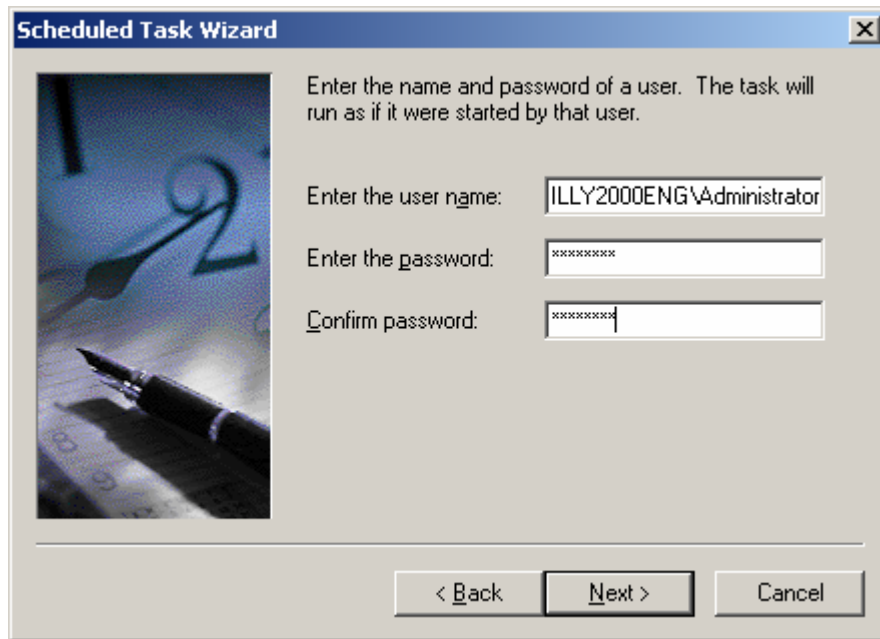 Scheduled Task Wizard
Enter the name and password of a user. The task will
run as if it were started by that user.
Enter the user name: ILLY2000ENG\Administrator
Enter the password: ********
Confirm password: ********
< Back Next > Cancel